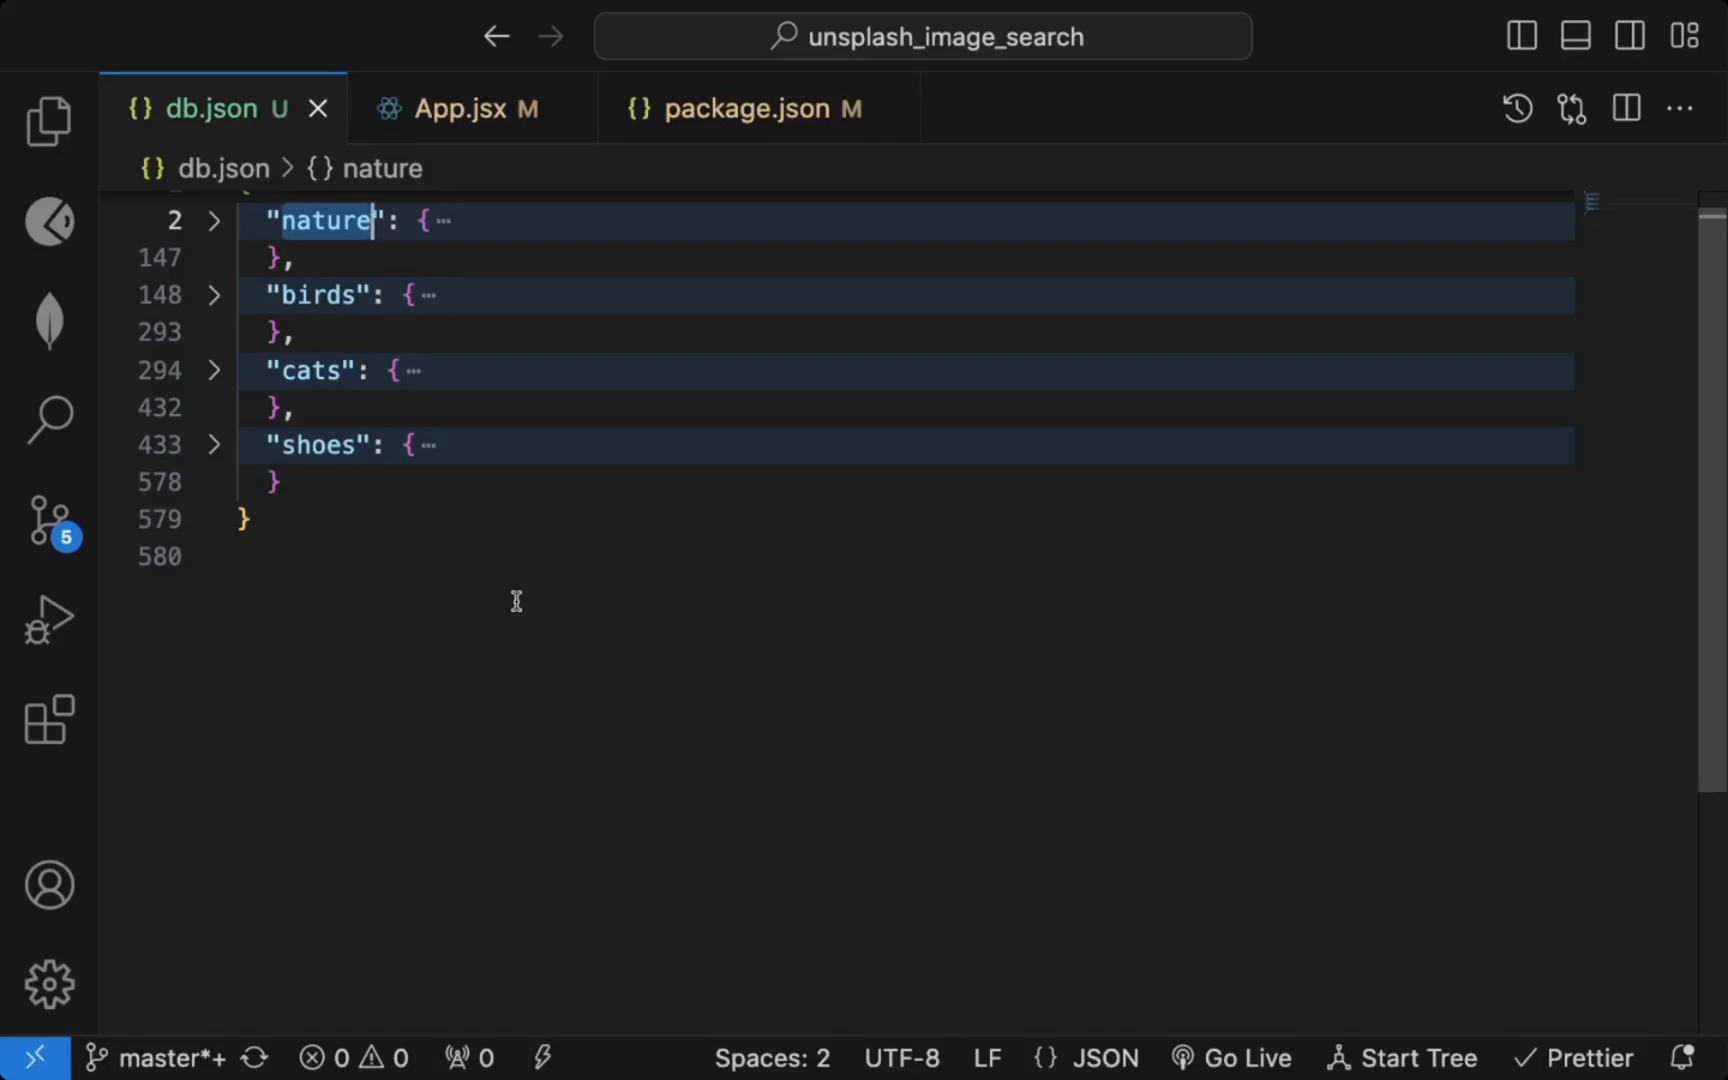 unsplash_image_search
{} db.json U App.jsx M {} package.json M
{} db.json > {} nature
2 > "nature": { ⋯
147 },
148 > "birds": { ⋯
293 },
294 > "cats": { ⋯
432 },
433 > "shoes": { ⋯
578 }
579 }
580
5
master*+ 0 0 0 Spaces: 2 UTF-8 LF {} JSON Go Live Start Tree Prettier